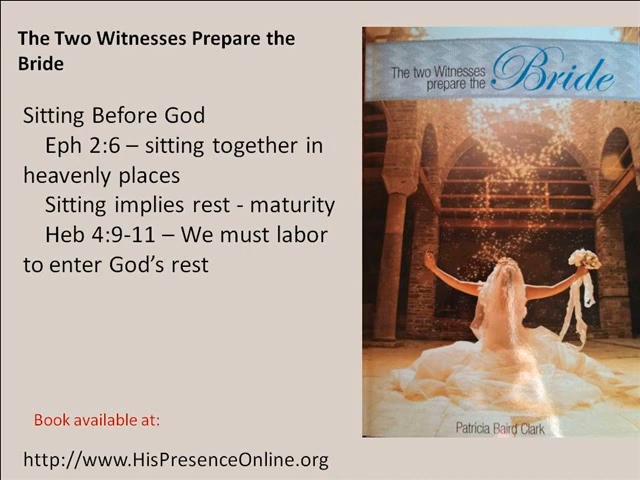 The Two Witnesses Prepare the
Bride
Sitting Before God
Eph 2:6 – sitting together in
heavenly places
Sitting implies rest - maturity
Heb 4:9-11 – We must labor
to enter God's rest
Book available at:
http://www.HisPresenceOnline.org
The two Witnesses
prepare the
Bride
Patricia Baird Clark